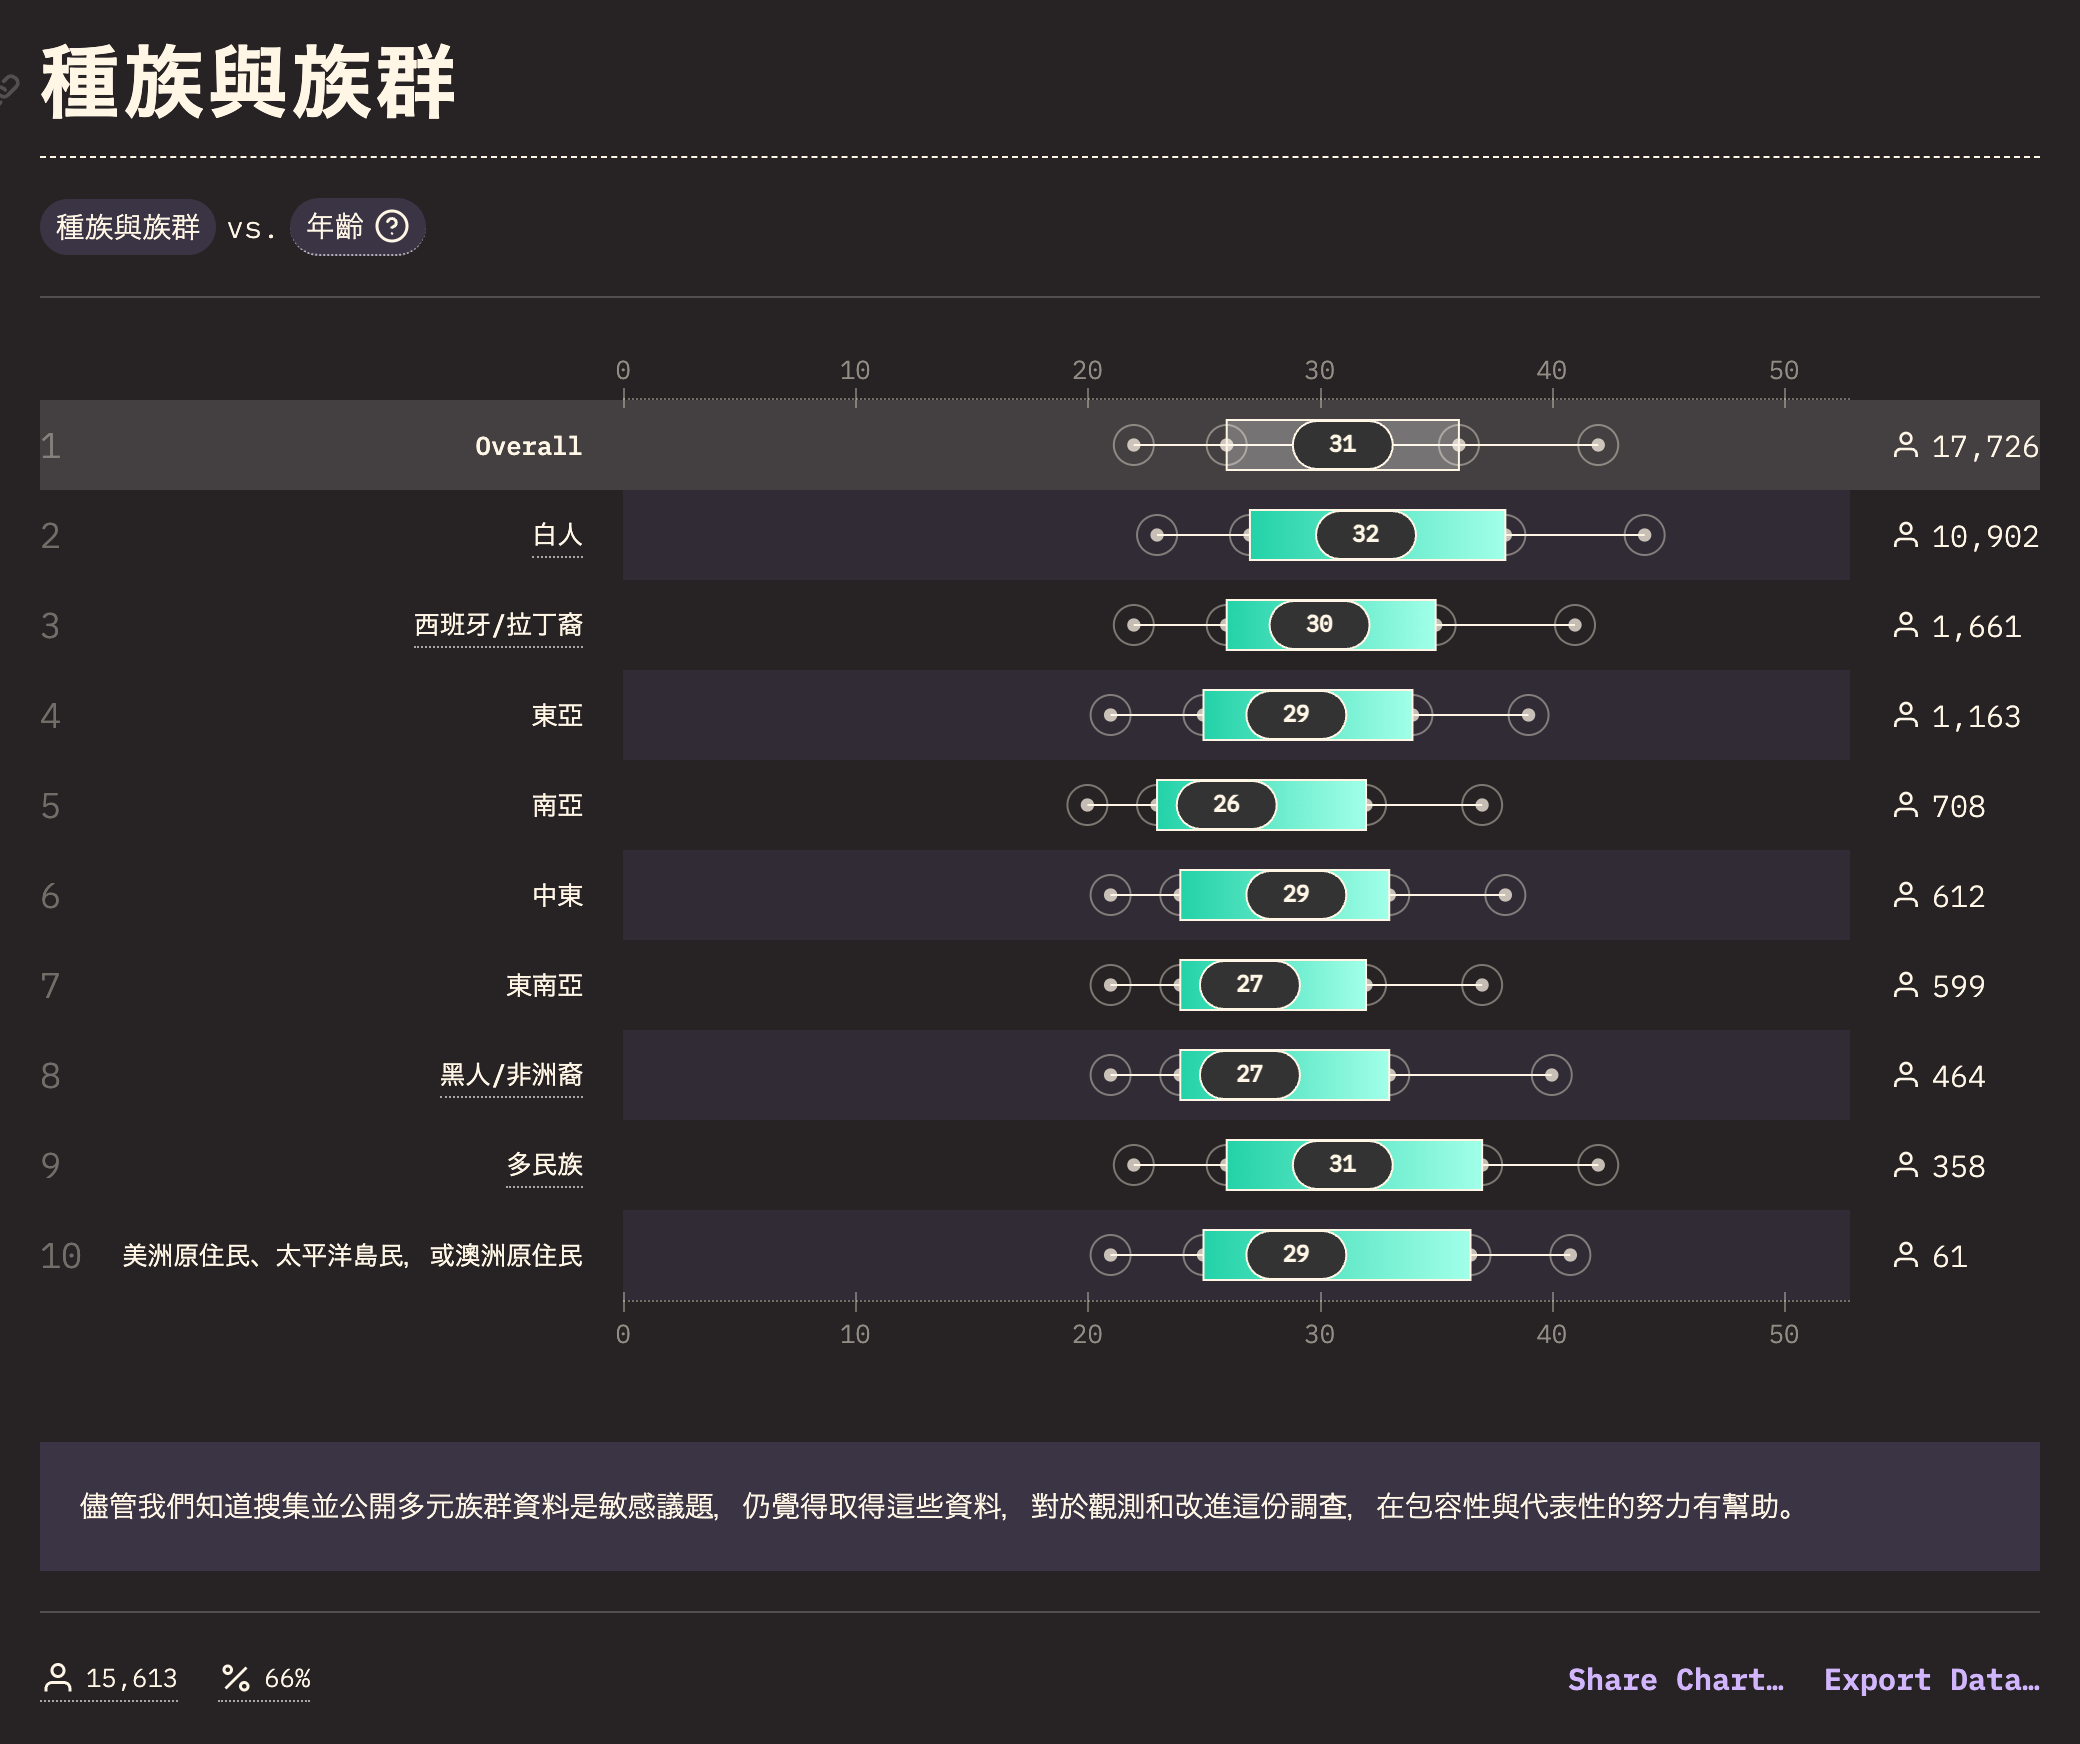 種族與族群
種族與族群 vs. 年齡 ?
0 10 20 30 40 50
1 Overall 31 17,726
2 白人 32 10,902
3 西班牙/拉丁裔 30 1,661
4 東亞 29 1,163
5 南亞 26 708
6 中東 29 612
7 東南亞 27 599
8 黑人/非洲裔 27 464
9 多民族 31 358
10 美洲原住民、太平洋島民，或澳洲原住民 29 61
0 10 20 30 40 50
儘管我們知道搜集並公開多元族群資料是敏感議題，仍覺得取得這些資料，對於觀測和改進這份調查，在包容性與代表性的努力有幫助。
15,613 % 66% Share Chart… Export Data…